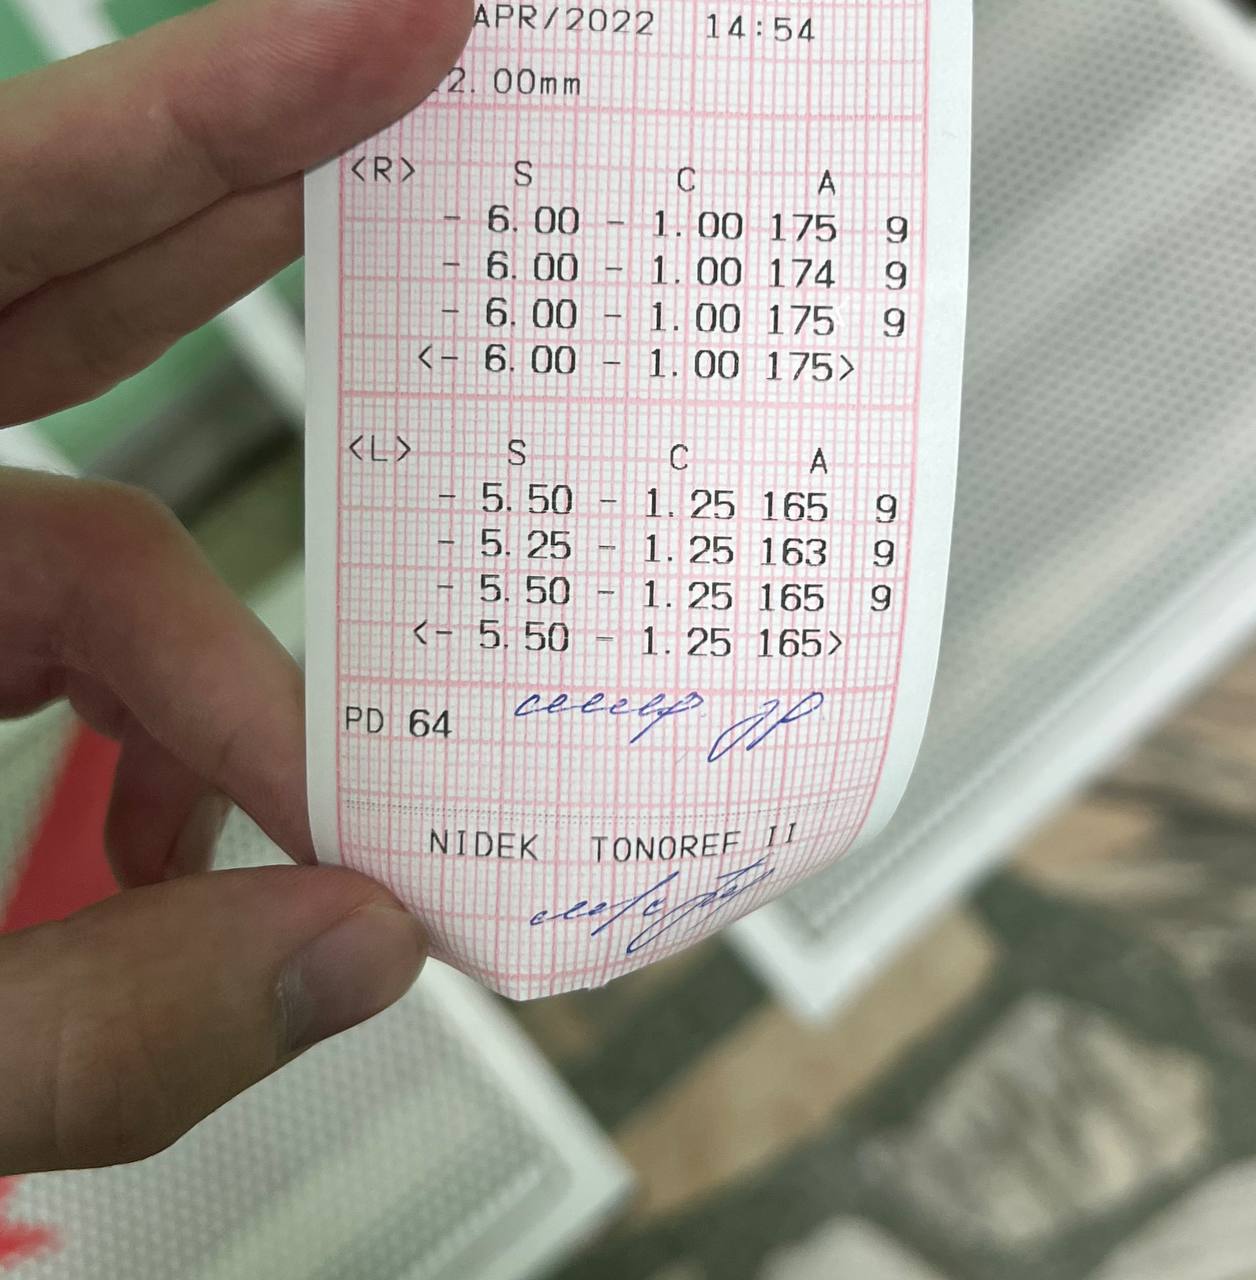 APR/2022 14:54
2.00mm
<R> S C A
- 6.00 - 1.00 175 9
- 6.00 - 1.00 174 9
- 6.00 - 1.00 175 9
<- 6.00 - 1.00 175>
<L> S C A
- 5.50 - 1.25 165 9
- 5.25 - 1.25 163 9
- 5.50 - 1.25 165 9
<- 5.50 - 1.25 165>
PD 64
NIDEK TONOREF II